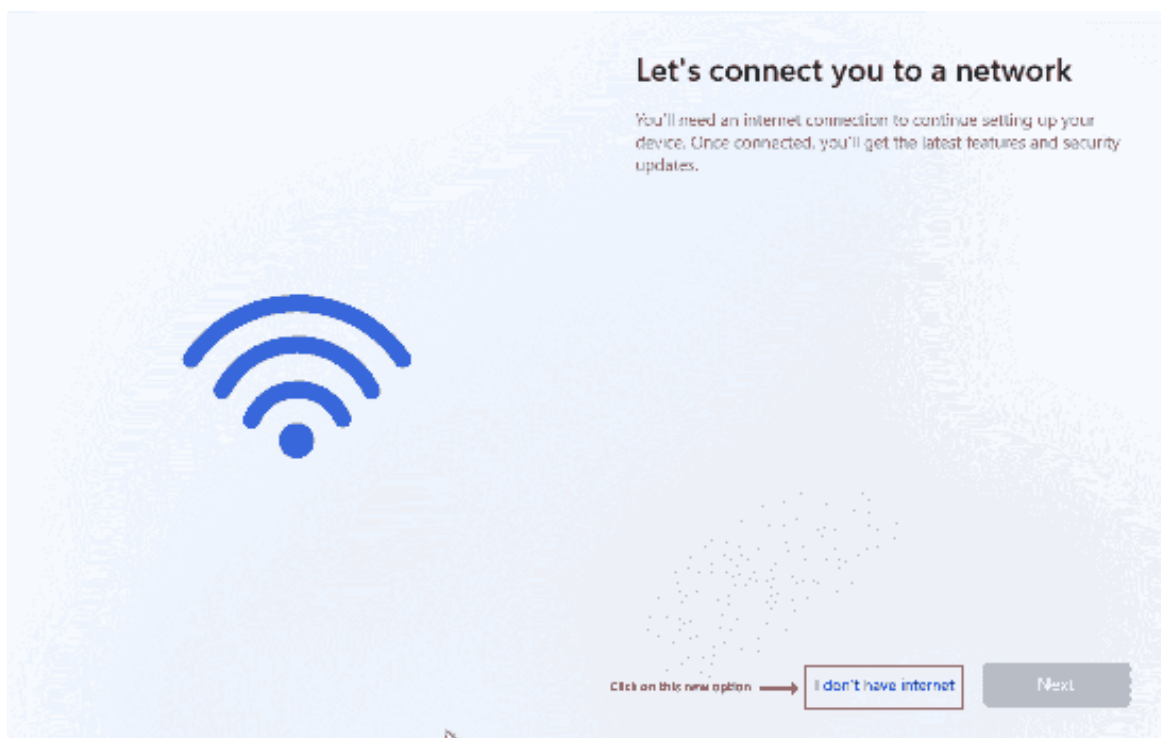 Let's connect you to a network
You'll need an internet connection to continue setting up your
device. Once connected, you'll get the latest features and security
updates.
Click on this new option
I don't have internet
Next